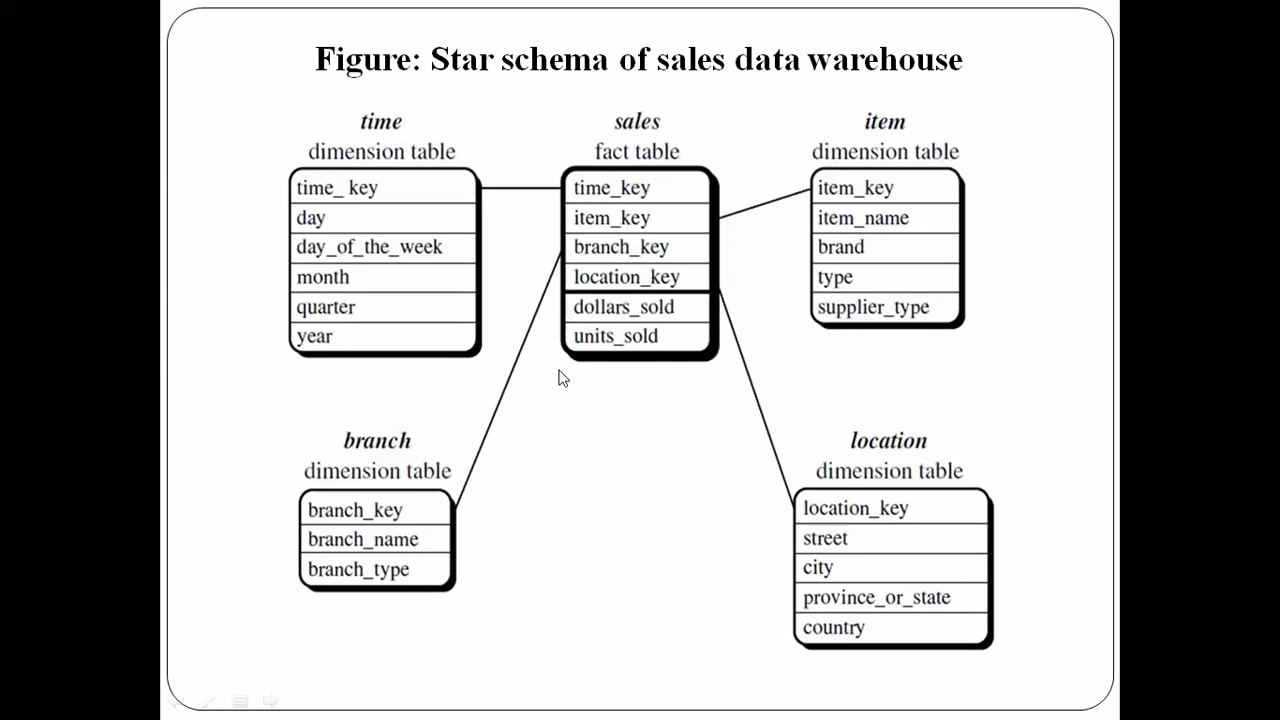 Figure: Star schema of sales data warehouse
time
dimension table
time_ key
day
day_of_the_week
month
quarter
year
sales
fact table
time_key
item_key
branch_key
location_key
dollars_sold
units_sold
item
dimension table
item_key
item_name
brand
type
supplier_type
branch
dimension table
branch_key
branch_name
branch_type
location
dimension table
location_key
street
city
province_or_state
country